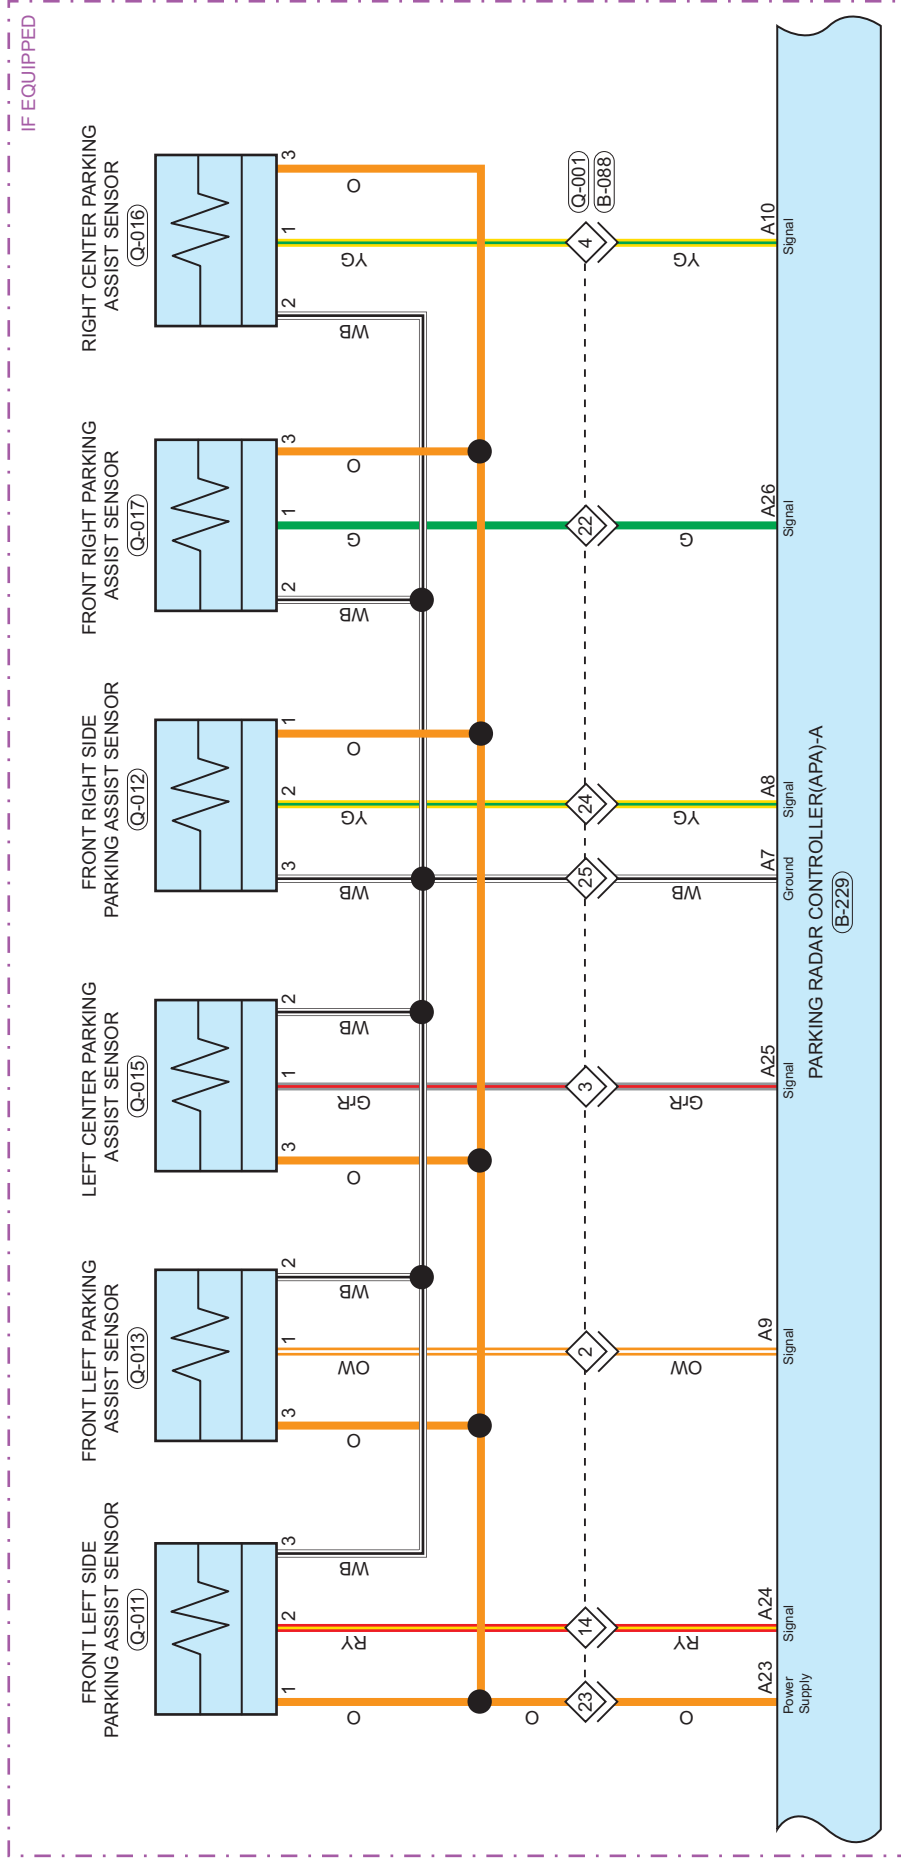 IF EQUIPPED
FRONT LEFT SIDE
PARKING ASSIST SENSOR
Q-011
FRONT LEFT PARKING
ASSIST SENSOR
Q-013
LEFT CENTER PARKING
ASSIST SENSOR
Q-015
FRONT RIGHT SIDE
PARKING ASSIST SENSOR
Q-012
FRONT RIGHT PARKING
ASSIST SENSOR
Q-017
RIGHT CENTER PARKING
ASSIST SENSOR
Q-016
1 2 3 3 1 2 3 1 2 3 2 1 2 1 3 2 1 3
O RY WB O OW WB O GrR WB WB YG O WB G O WB YG O
O
Q-001
B-088
23 14 2 3 25 24 22 4
O RY OW GrR WB YG G YG
A23 A24 A9 A25 A7 A8 A26 A10
Power
Supply
Signal Signal Signal Ground Signal Signal Signal
PARKING RADAR CONTROLLER(APA)-A
B-229